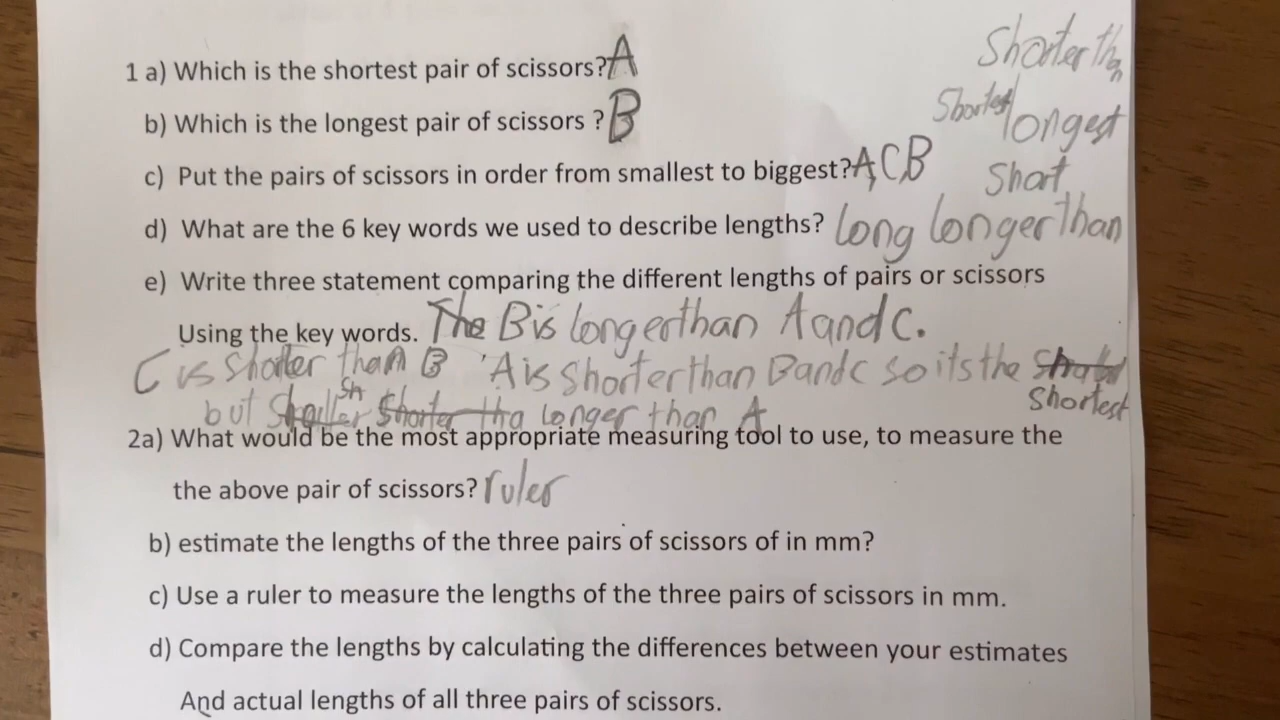 Shorter than
1 a) Which is the shortest pair of scissors? A
Shortest longest
b) Which is the longest pair of scissors ? B
c) Put the pairs of scissors in order from smallest to biggest? A, C, B
Short
d) What are the 6 key words we used to describe lengths? long longer than
e) Write three statement comparing the different lengths of pairs or scissors
Using the key words. The B is longer than A and C.
C is shorter than B 'A is shorter than B and C so its the
but Sh longer than A Shortest
2a) What would be the most appropriate measuring tool to use, to measure the
the above pair of scissors? ruler
b) estimate the lengths of the three pairs of scissors of in mm?
c) Use a ruler to measure the lengths of the three pairs of scissors in mm.
d) Compare the lengths by calculating the differences between your estimates
And actual lengths of all three pairs of scissors.